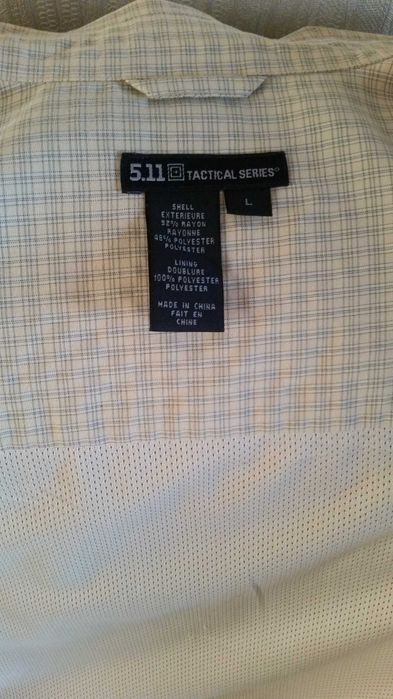 5.11 TACTICAL SERIES®
L
SHELL
EXTERIEURE
52% RAYON
RAYONNE
48% POLYESTER
POLYESTER
LINING
DOUBLURE
100% POLYESTER
POLYESTER
MADE IN CHINA
FAIT EN
CHINE